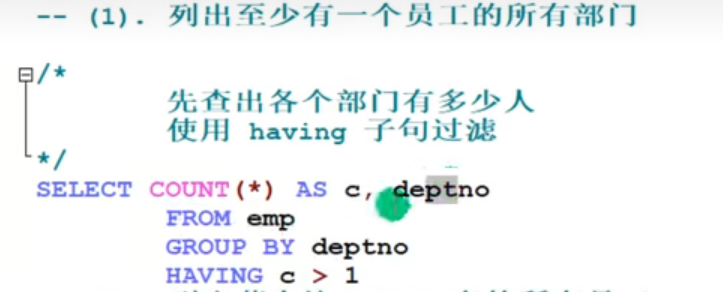 -- (1). 列出至少有一个员工的所有部门
/*
先查出各个部门有多少人
使用 having 子句过滤
*/
SELECT COUNT(*) AS c, deptno
FROM emp
GROUP BY deptno
HAVING c > 1